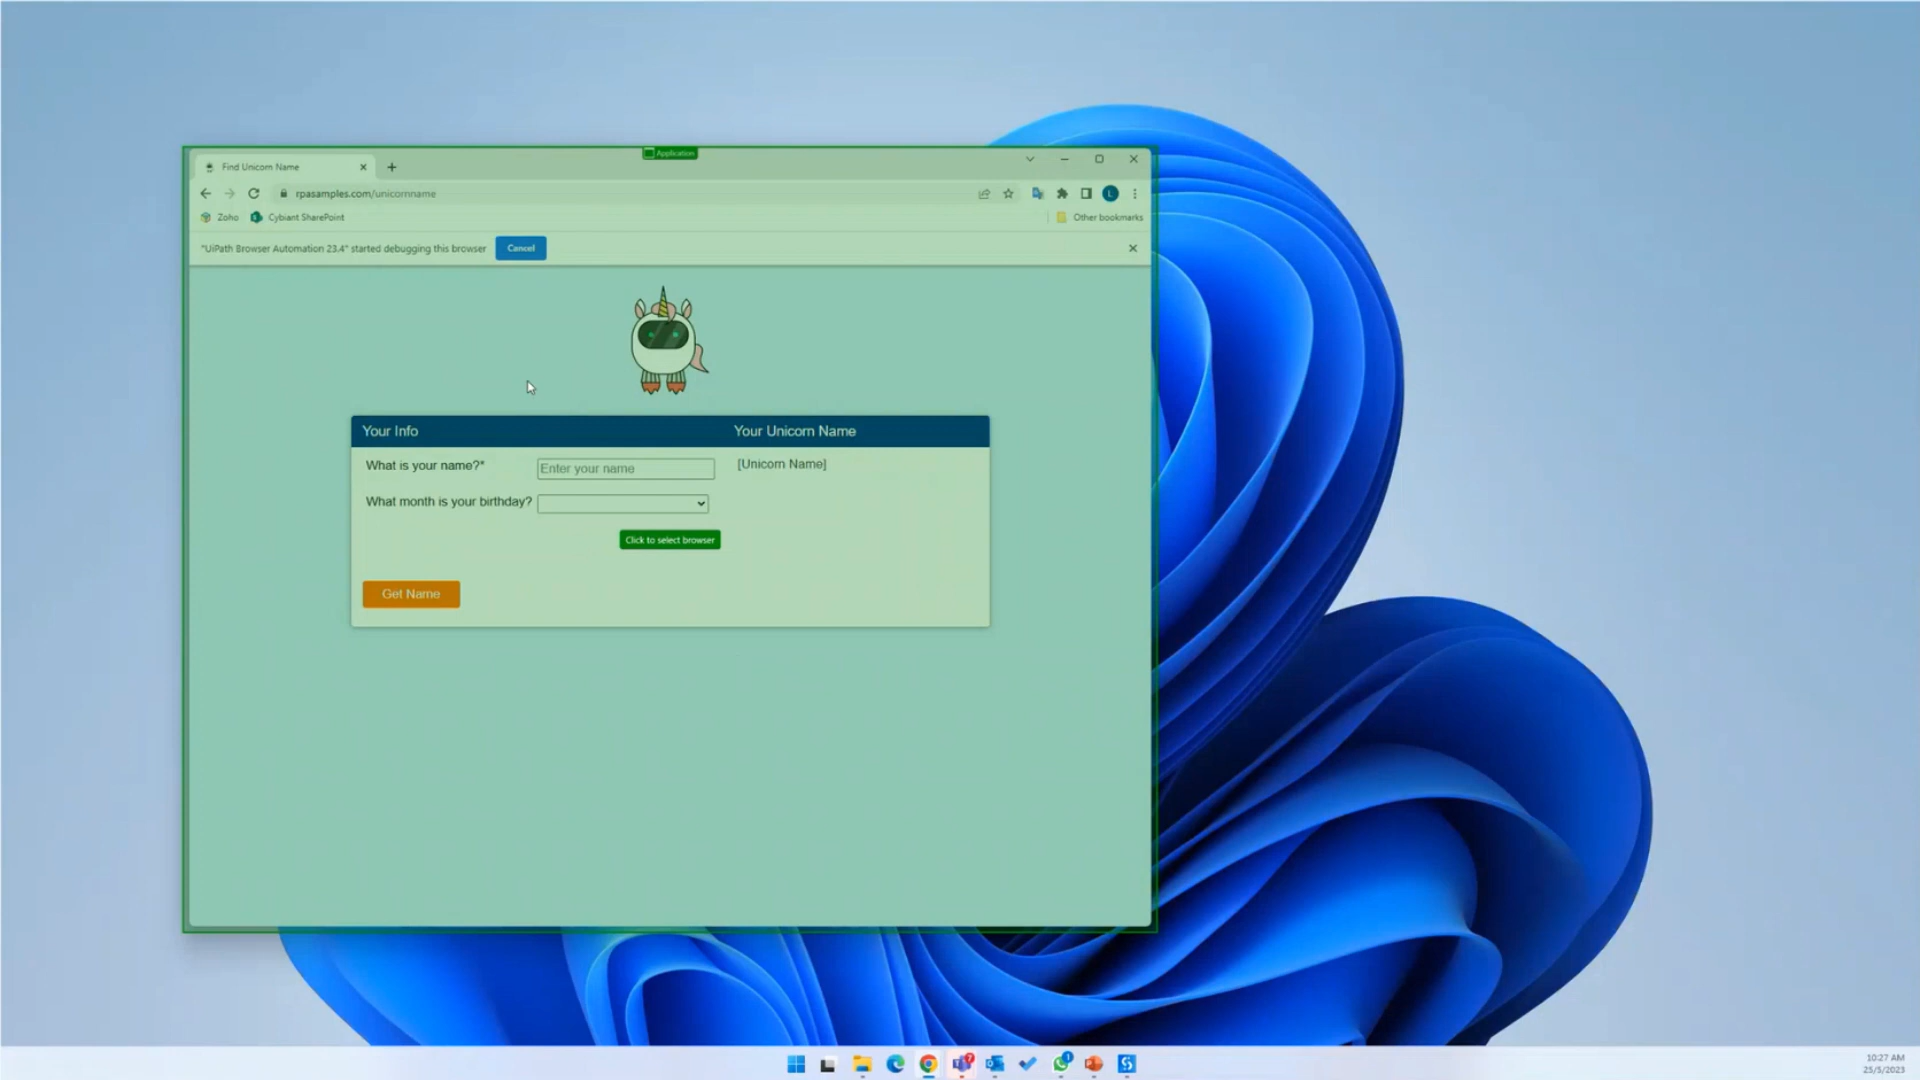 Find Unicorn Name
Application
rpasamples.com/unicornname
L
Zoho
Cybiant SharePoint
Other bookmarks
"UiPath Browser Automation 23.4" started debugging this browser
Cancel
Your Info
Your Unicorn Name
What is your name?*
Enter your name
[Unicorn Name]
What month is your birthday?
Click to select browser
Get Name
7
1
10:27 AM
25/5/2023